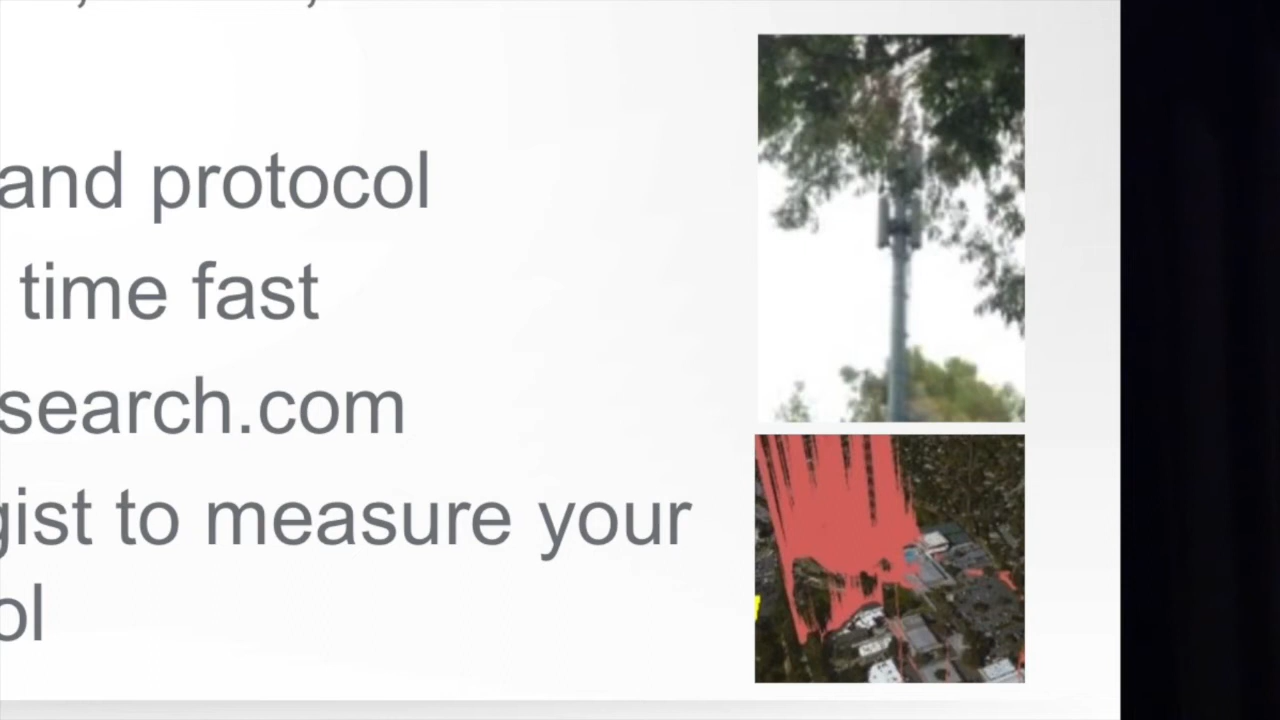 and protocol
time fast
search.com
gist to measure your
ol